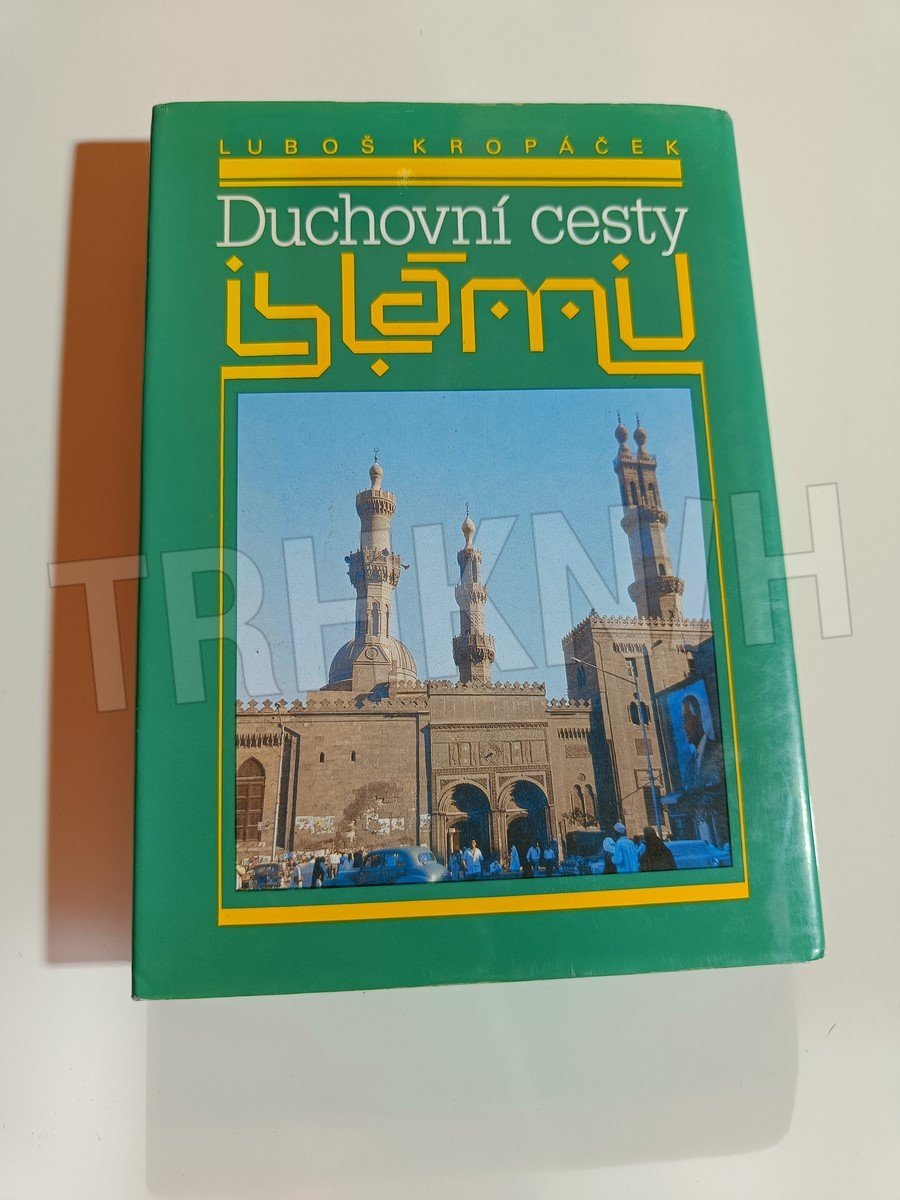 LUBOŠ KROPÁČEK
Duchovní cesty
islámu
TRHKNIH